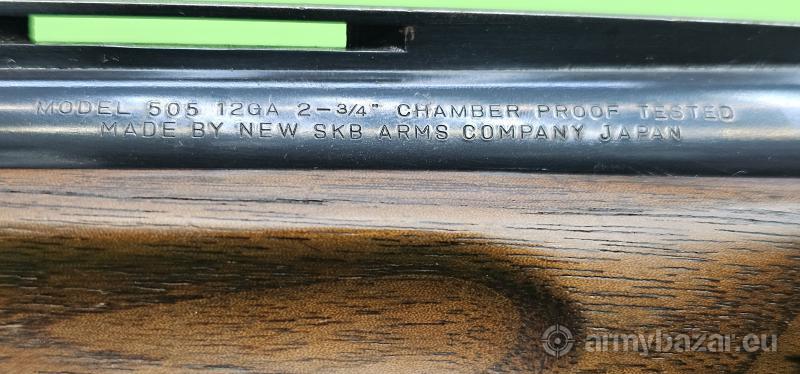 MODEL 505 12GA 2-3/4" CHAMBER PROOF TESTED
MADE BY NEW SKB ARMS COMPANY JAPAN
armybazar.eu